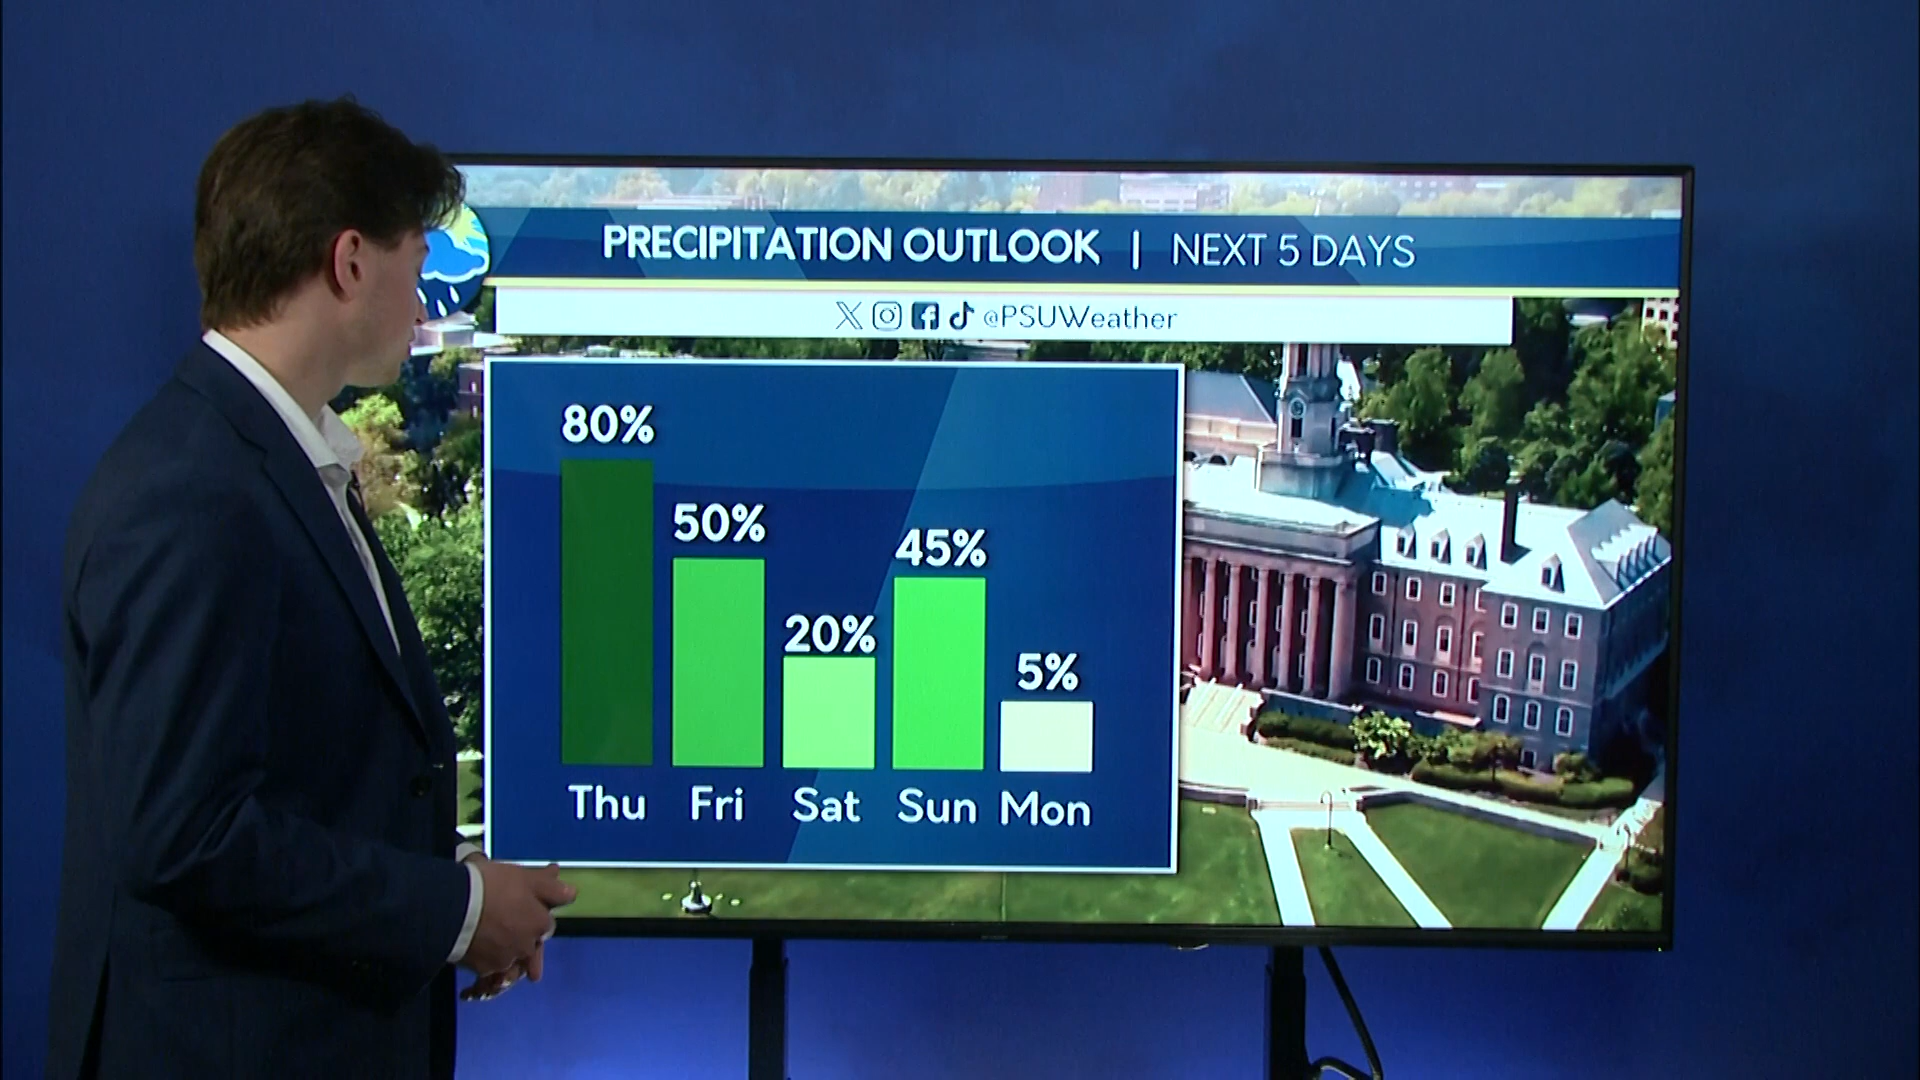 PRECIPITATION OUTLOOK | NEXT 5 DAYS
@PSUWeather
80%
50%
20%
45%
5%
Thu Fri Sat Sun Mon